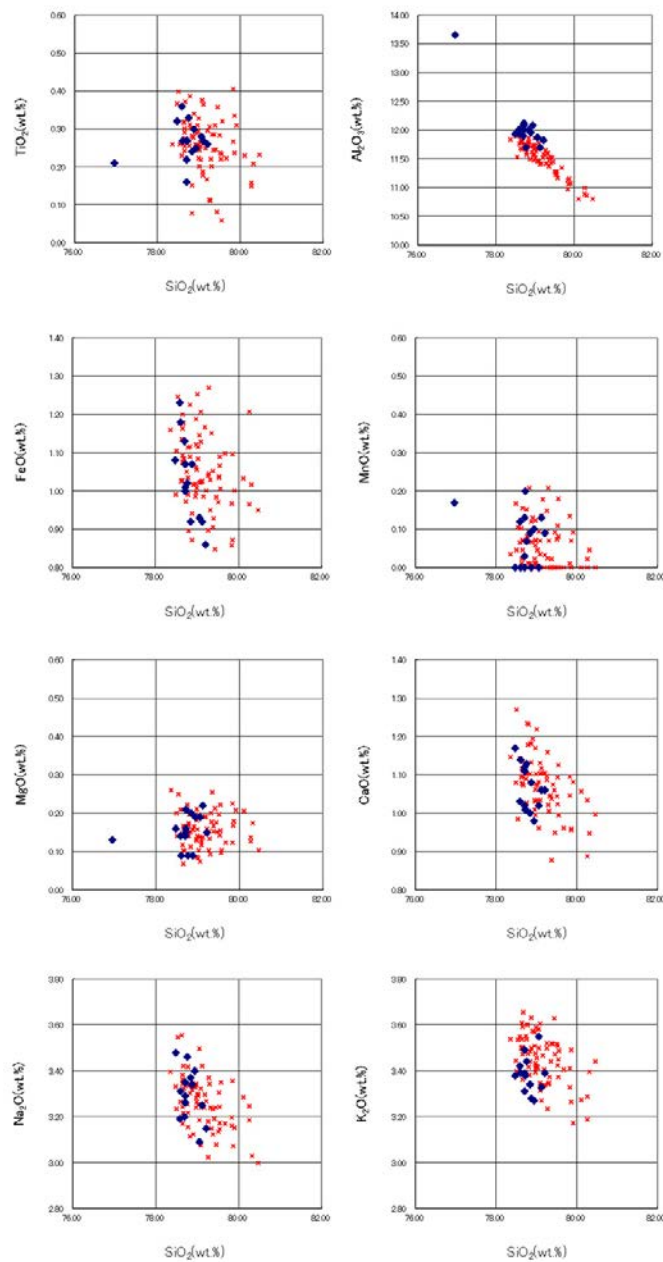 TiO₂(wt.%)
0.60
0.50
0.40
0.30
0.20
0.10
0.00
76.00 78.00 80.00 82.00
SiO₂(wt.%)
Al₂O₃(wt.%)
14.00
13.50
13.00
12.50
12.00
11.50
11.00
10.50
10.00
76.00 78.00 80.00 82.00
SiO₂(wt.%)
FeO(wt.%)
1.40
1.30
1.20
1.10
1.00
0.90
0.80
76.00 78.00 80.00 82.00
SiO₂(wt.%)
MnO(wt.%)
0.60
0.50
0.40
0.30
0.20
0.10
0.00
76.00 78.00 80.00 82.00
SiO₂(wt.%)
MgO(wt.%)
0.60
0.50
0.40
0.30
0.20
0.10
0.00
76.00 78.00 80.00 82.00
SiO₂(wt.%)
CaO(wt.%)
1.40
1.30
1.20
1.10
1.00
0.90
0.80
76.00 78.00 80.00 82.00
SiO₂(wt.%)
Na₂O(wt.%)
3.80
3.60
3.40
3.20
3.00
2.80
76.00 78.00 80.00 82.00
SiO₂(wt.%)
K₂O(wt.%)
3.80
3.60
3.40
3.20
3.00
2.80
76.00 78.00 80.00 82.00
SiO₂(wt.%)